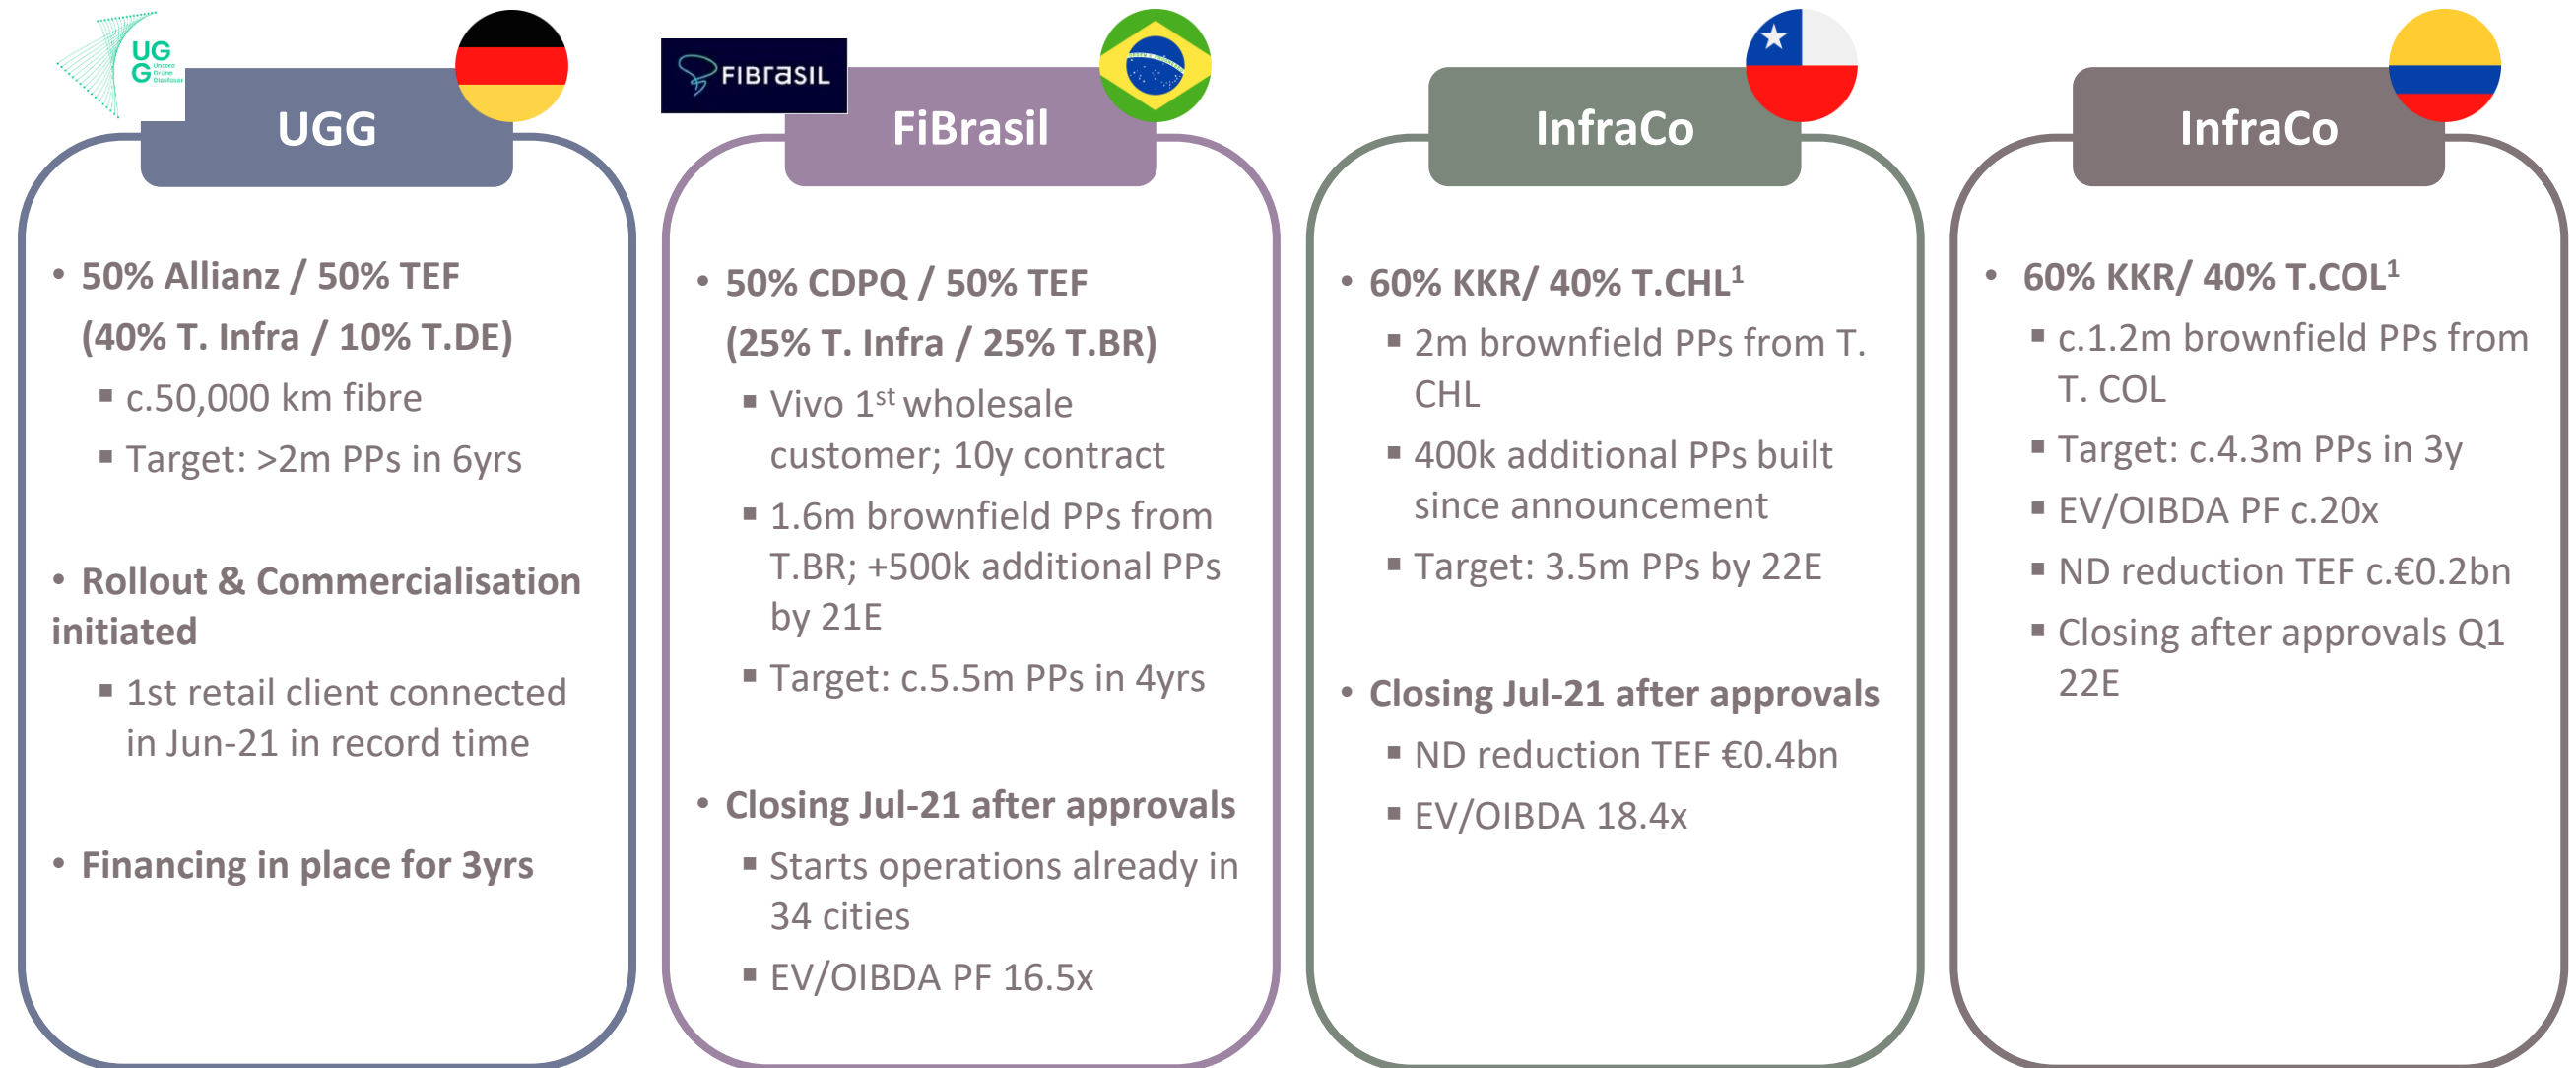 UG
G Unsere
Grüne
Glasfaser
UGG
• 50% Allianz / 50% TEF
(40% T. Infra / 10% T.DE)
▪ c.50,000 km fibre
▪ Target: >2m PPs in 6yrs
• Rollout & Commercialisation
initiated
▪ 1st retail client connected
in Jun-21 in record time
• Financing in place for 3yrs
FIBrasil
FiBrasil
• 50% CDPQ / 50% TEF
(25% T. Infra / 25% T.BR)
▪ Vivo 1st wholesale
customer; 10y contract
▪ 1.6m brownfield PPs from
T.BR; +500k additional PPs
by 21E
▪ Target: c.5.5m PPs in 4yrs
• Closing Jul-21 after approvals
▪ Starts operations already in
34 cities
▪ EV/OIBDA PF 16.5x
InfraCo
• 60% KKR/ 40% T.CHL1
▪ 2m brownfield PPs from T.
CHL
▪ 400k additional PPs built
since announcement
▪ Target: 3.5m PPs by 22E
• Closing Jul-21 after approvals
▪ ND reduction TEF €0.4bn
▪ EV/OIBDA 18.4x
InfraCo
• 60% KKR/ 40% T.COL1
▪ c.1.2m brownfield PPs from
T. COL
▪ Target: c.4.3m PPs in 3y
▪ EV/OIBDA PF c.20x
▪ ND reduction TEF c.€0.2bn
▪ Closing after approvals Q1
22E